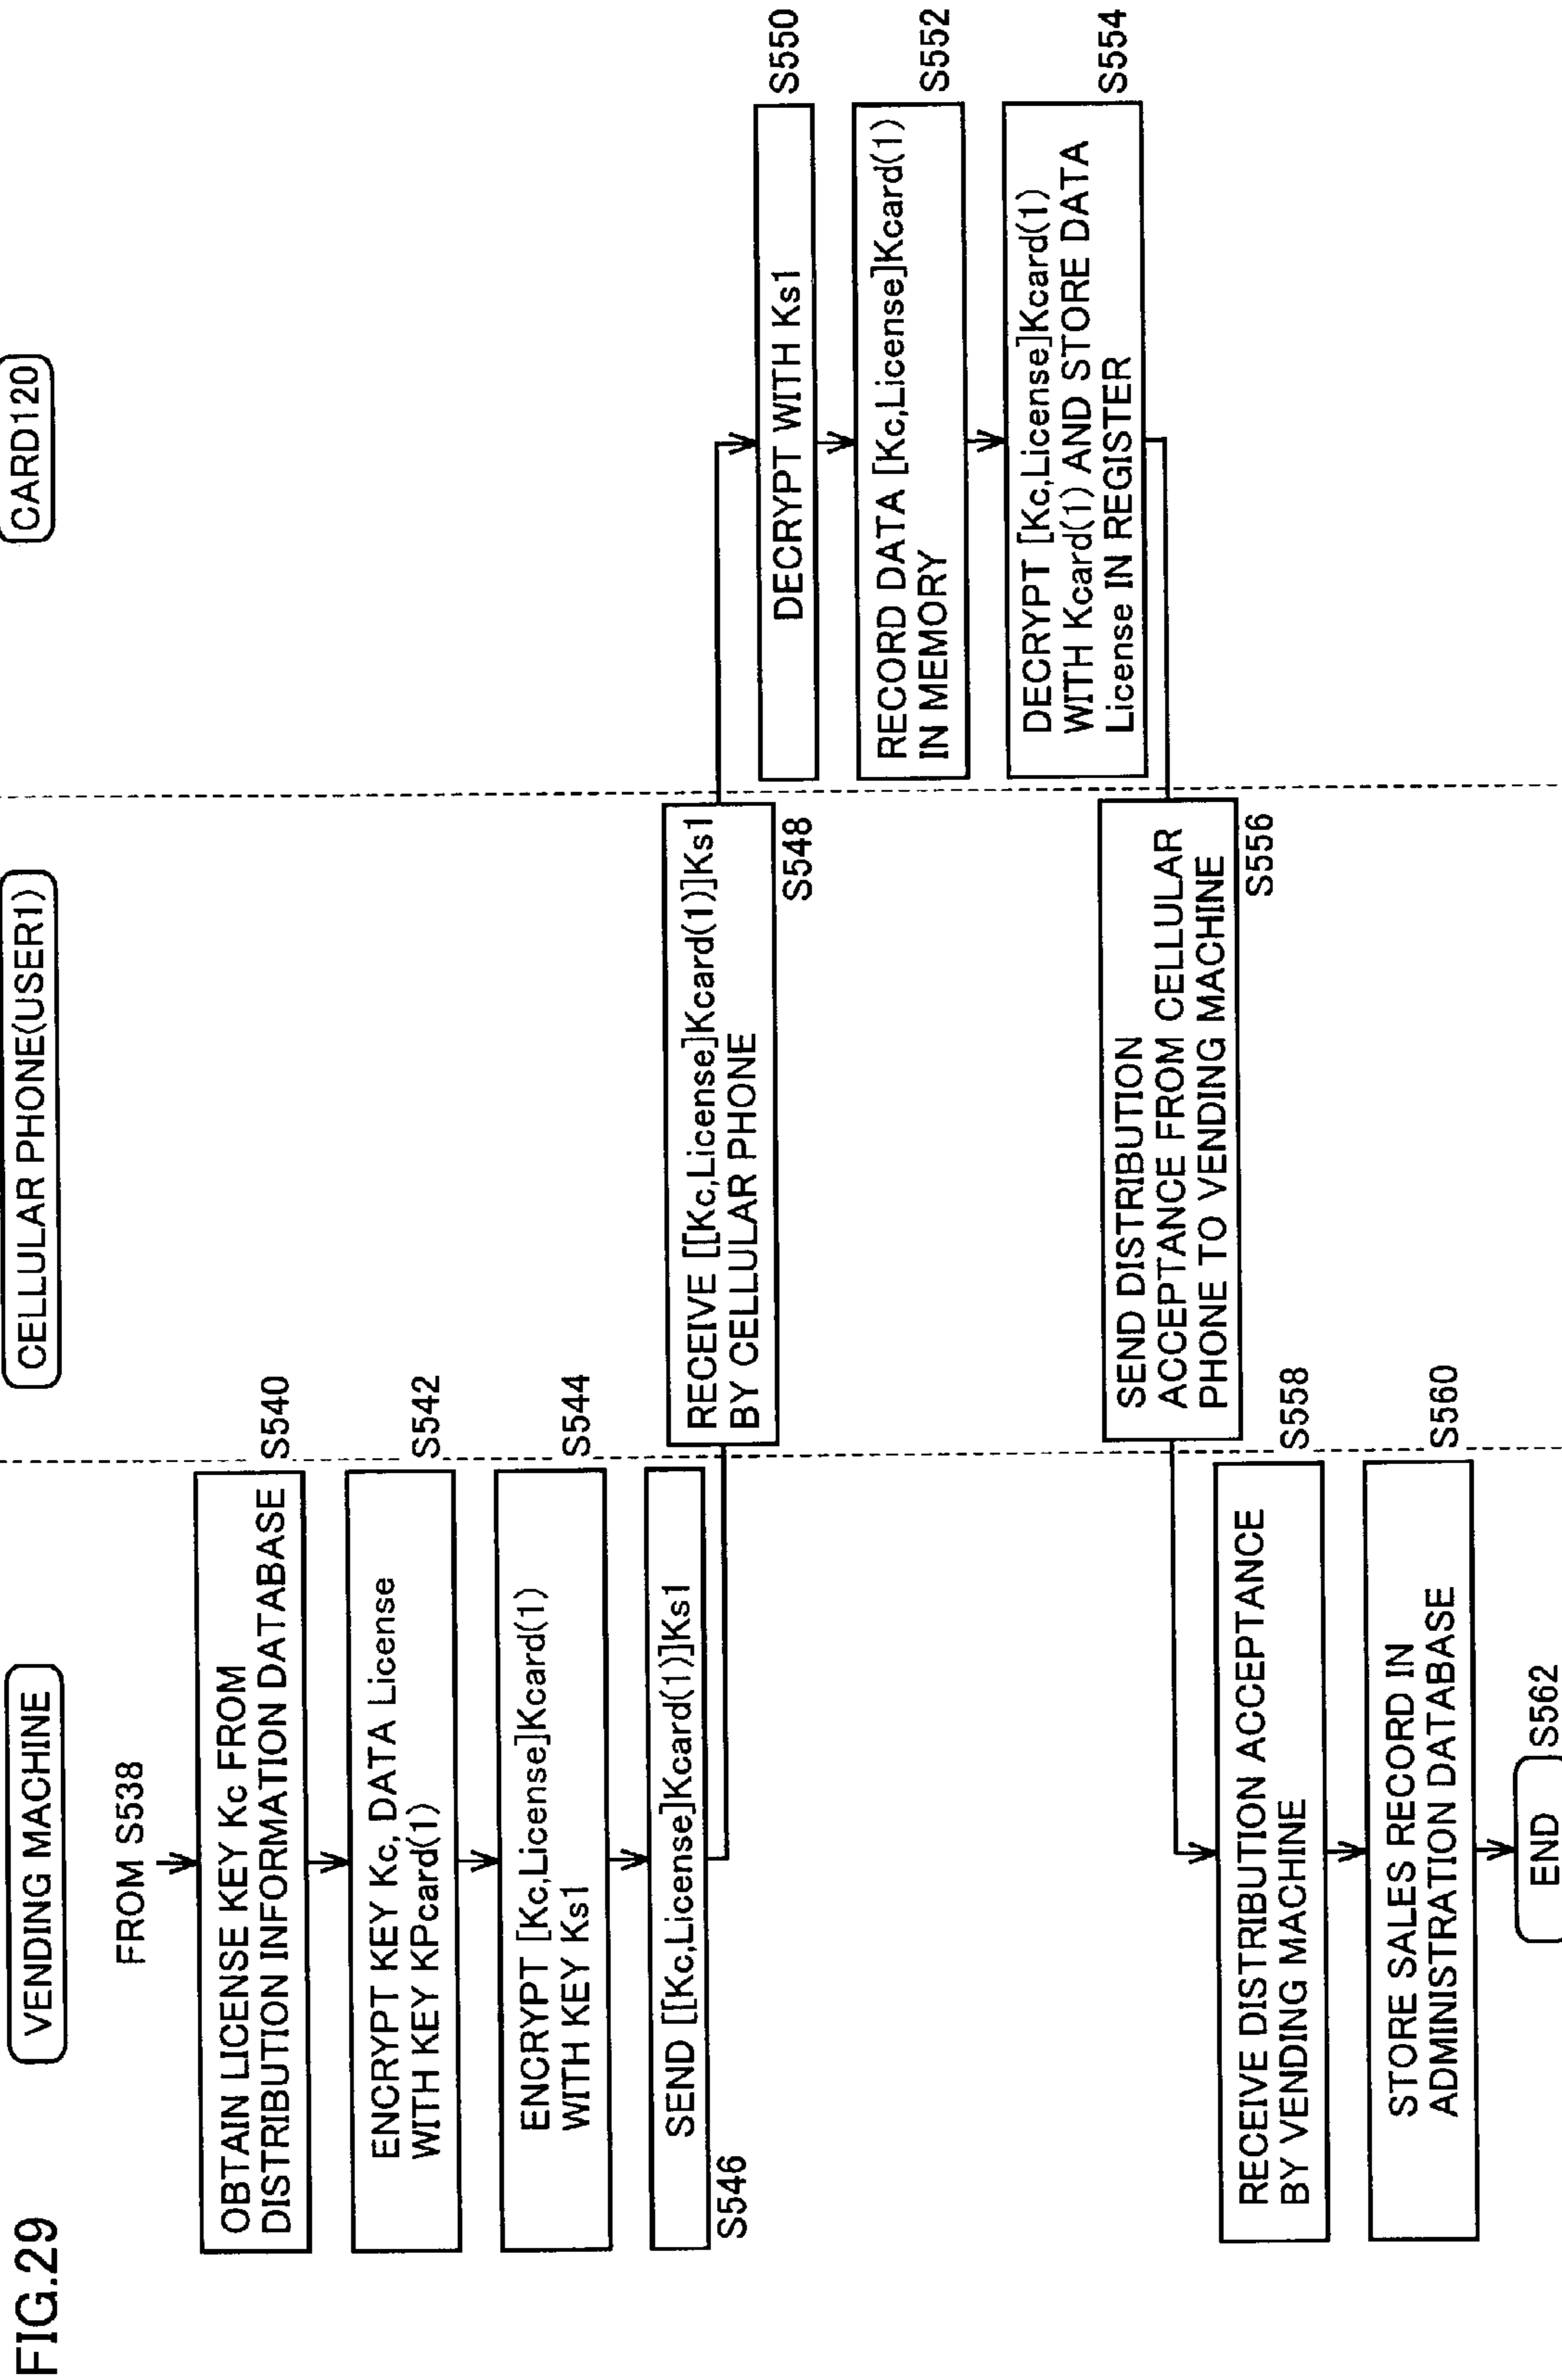 FIG.29
VENDING MACHINE
CELLULAR PHONE(USER1)
CARD120
FROM S538
OBTAIN LICENSE KEY Kc FROM
DISTRIBUTION INFORMATION DATABASE
S540
ENCRYPT KEY Kc, DATA License
WITH KEY KPcard(1)
S542
ENCRYPT [Kc,License]Kcard(1)
WITH KEY Ks1
S544
SEND [[Kc,License]Kcard(1)]Ks1
S546
RECEIVE [[Kc,License]Kcard(1)]Ks1
BY CELLULAR PHONE
S548
DECRYPT WITH Ks1
S550
RECORD DATA [Kc,License]Kcard(1)
IN MEMORY
S552
DECRYPT [Kc,License]Kcard(1)
WITH Kcard(1) AND STORE DATA
License IN REGISTER
S554
SEND DISTRIBUTION
ACCEPTANCE FROM CELLULAR
PHONE TO VENDING MACHINE
S556
RECEIVE DISTRIBUTION ACCEPTANCE
BY VENDING MACHINE
S558
STORE SALES RECORD IN
ADMINISTRATION DATABASE
S560
END
S562